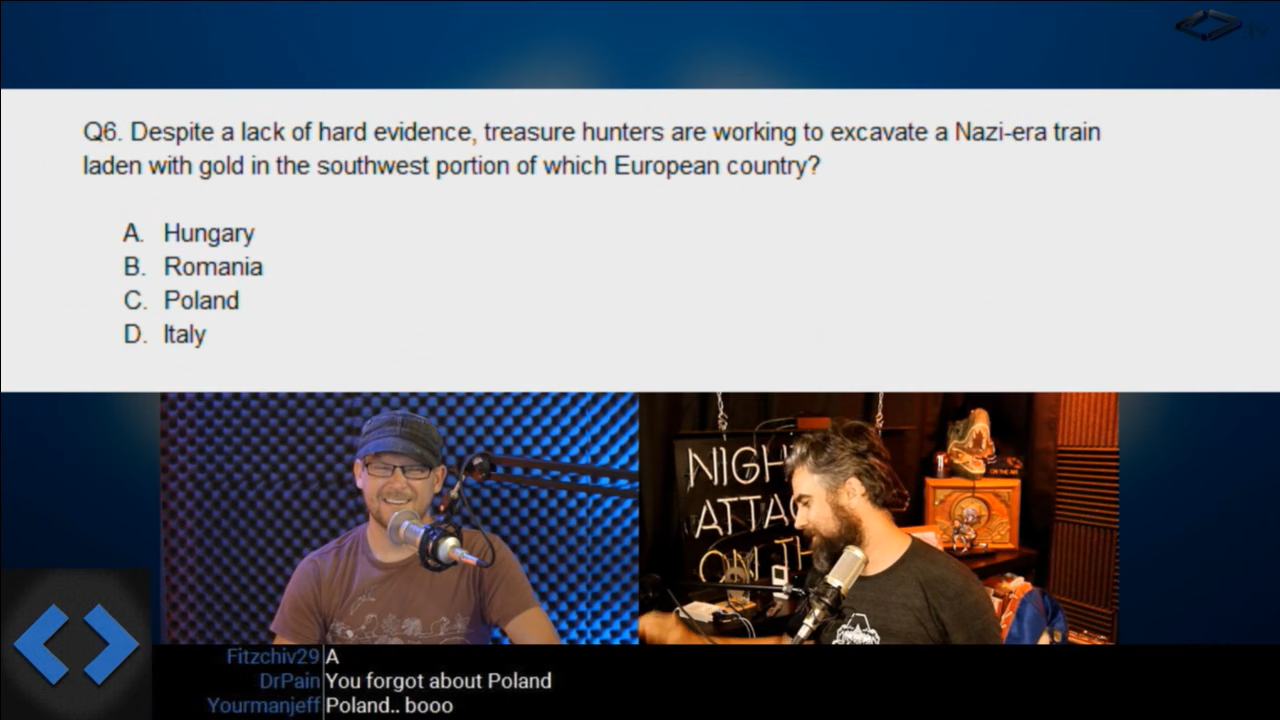 Q6. Despite a lack of hard evidence, treasure hunters are working to excavate a Nazi-era train
laden with gold in the southwest portion of which European country?
A. Hungary
B. Romania
C. Poland
D. Italy
NIGH
ATTAC
ON TH
Fitzchiv29 A
DrPain You forgot about Poland
Yourmanjeff Poland.. booo